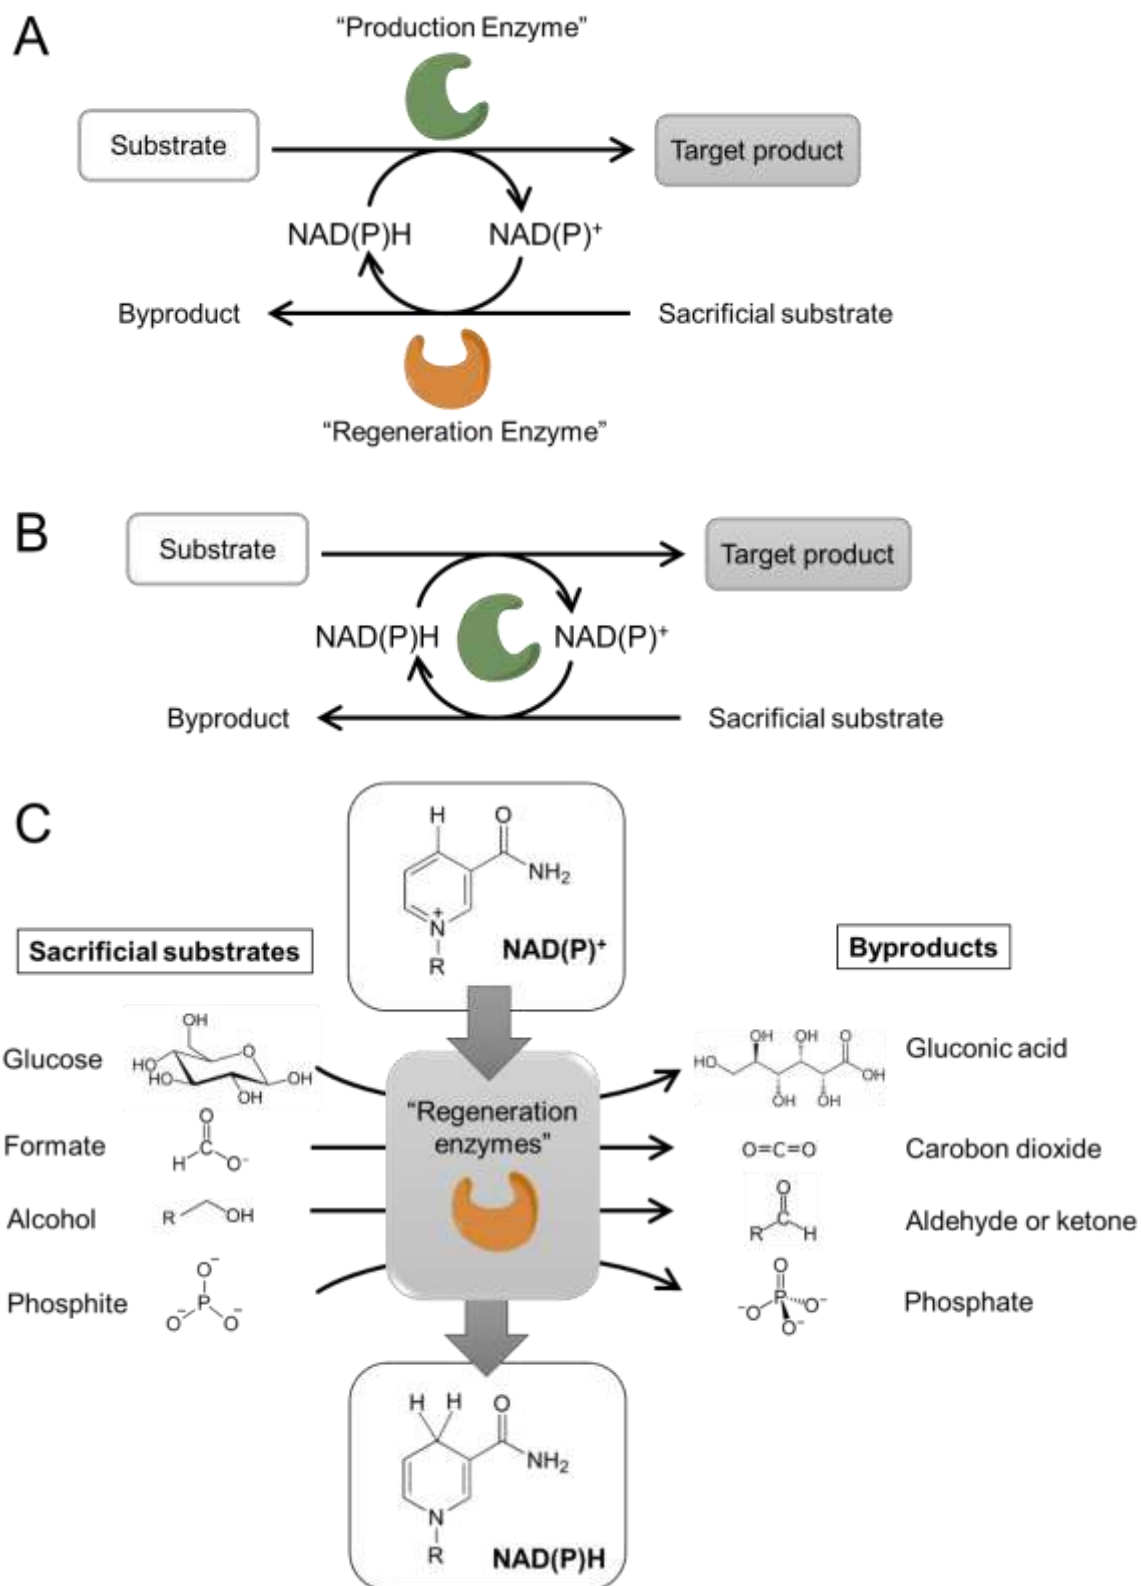 A
“Production Enzyme”
Substrate
Target product
NAD(P)H
NAD(P)⁺
Byproduct
Sacrificial substrate
“Regeneration Enzyme”
B
Substrate
Target product
NAD(P)H
NAD(P)⁺
Byproduct
Sacrificial substrate
C
H
O
NH₂
N
+
R
NAD(P)⁺
Sacrificial substrates
Byproducts
Glucose
OH
HO
O
HO
OH
OH
“Regeneration
enzymes”
OH
OH
O
HO
OH
OH
OH
Gluconic acid
Formate
O
H
C
O⁻
O=C=O
Carobon dioxide
Alcohol
R
OH
O
C
R
H
Aldehyde or ketone
Phosphite
O⁻
P
O⁻
O⁻
O
P
⁻O
O⁻
O⁻
Phosphate
H
H
O
NH₂
N
R
NAD(P)H